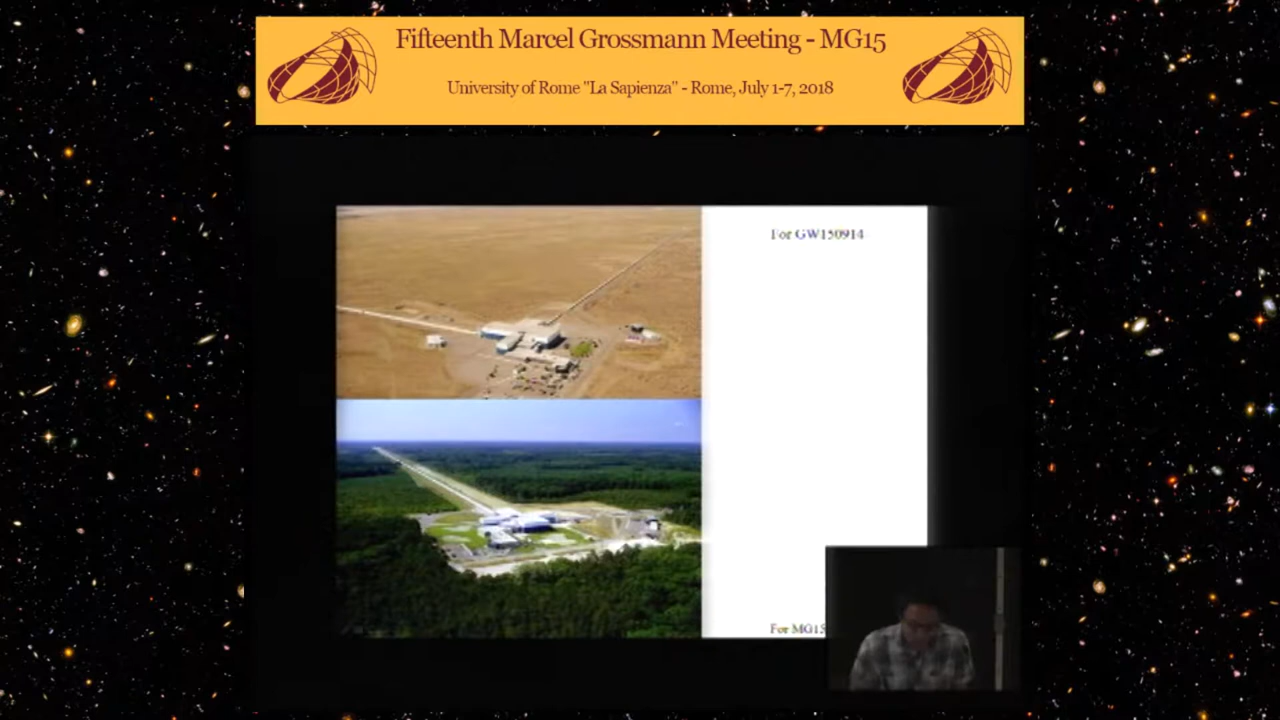 Fifteenth Marcel Grossmann Meeting - MG15
University of Rome "La Sapienza" - Rome, July 1-7, 2018
For GW150914
For MG15